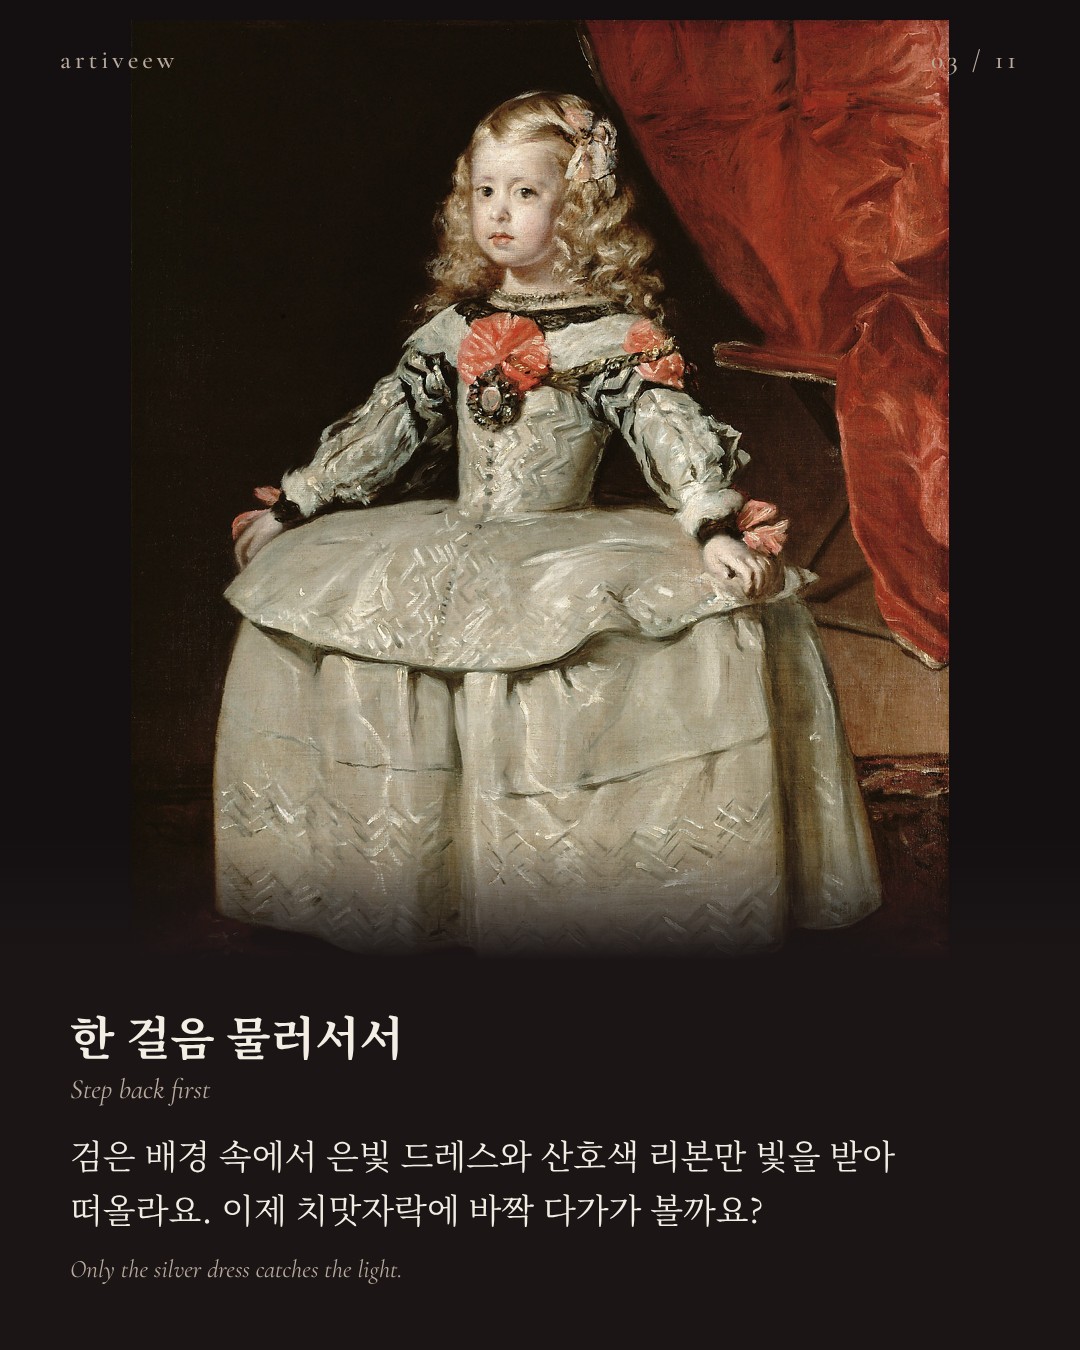 artiveew
03 / 11
한 걸음 물러서서
Step back first
검은 배경 속에서 은빛 드레스와 산호색 리본만 빛을 받아
떠올라요. 이제 치맛자락에 바짝 다가가 볼까요?
Only the silver dress catches the light.